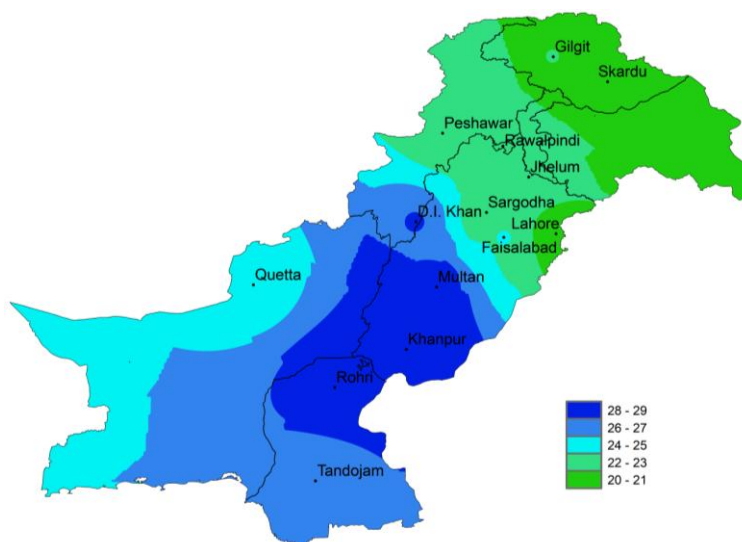 Gilgit
Skardu
Peshawar
Rawalpindi
Jhelum
Sargodha
D.I. Khan
Lahore
Faisalabad
Quetta
Multan
Khanpur
Rohri
Tandojam
28 - 29
26 - 27
24 - 25
22 - 23
20 - 21